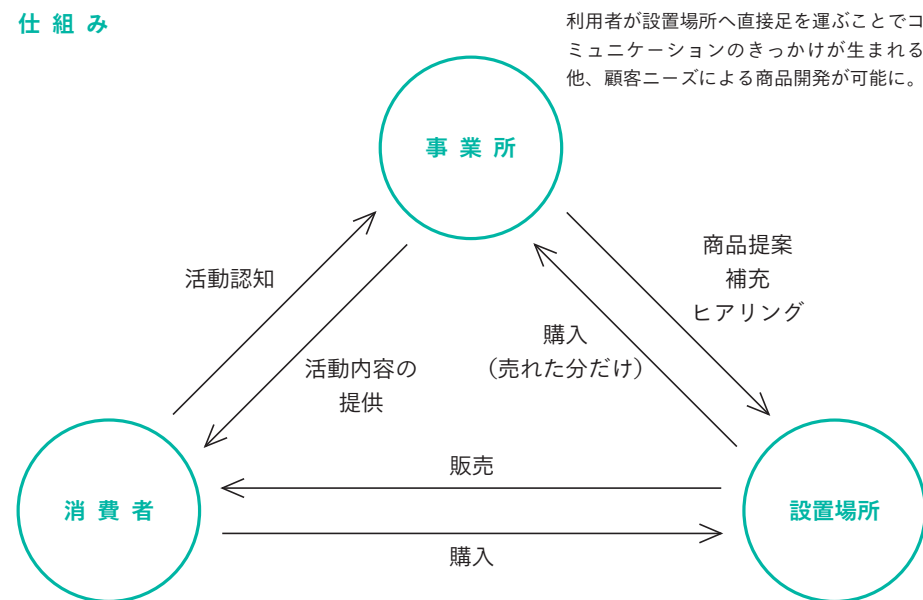 仕組み
利用者が設置場所へ直接足を運ぶことでコ
ミュニケーションのきっかけが生まれる
他、顧客ニーズによる商品開発が可能に。
事業所
活動認知
活動内容の
提供
購入
（売れた分だけ）
商品提案
補充
ヒアリング
消費者
販売
購入
設置場所